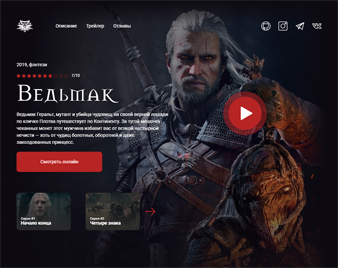 Описание Трейлер Отзывы
2019, фэнтези
7/10
Ведьмак
Ведьмак Геральт, мутант и убийца чудовищ, на своей верной лошади
по кличке Плотва путешествует по Континенту. За тугой мешочек
чеканных монет этот мужчина избавит вас от всякой настырной
нечисти — хоть от чудищ болотных, оборотней и даже
заколдованных принцесс.
Смотреть онлайн
Серия #1
Начало конца
Серия #2
Четыре знака